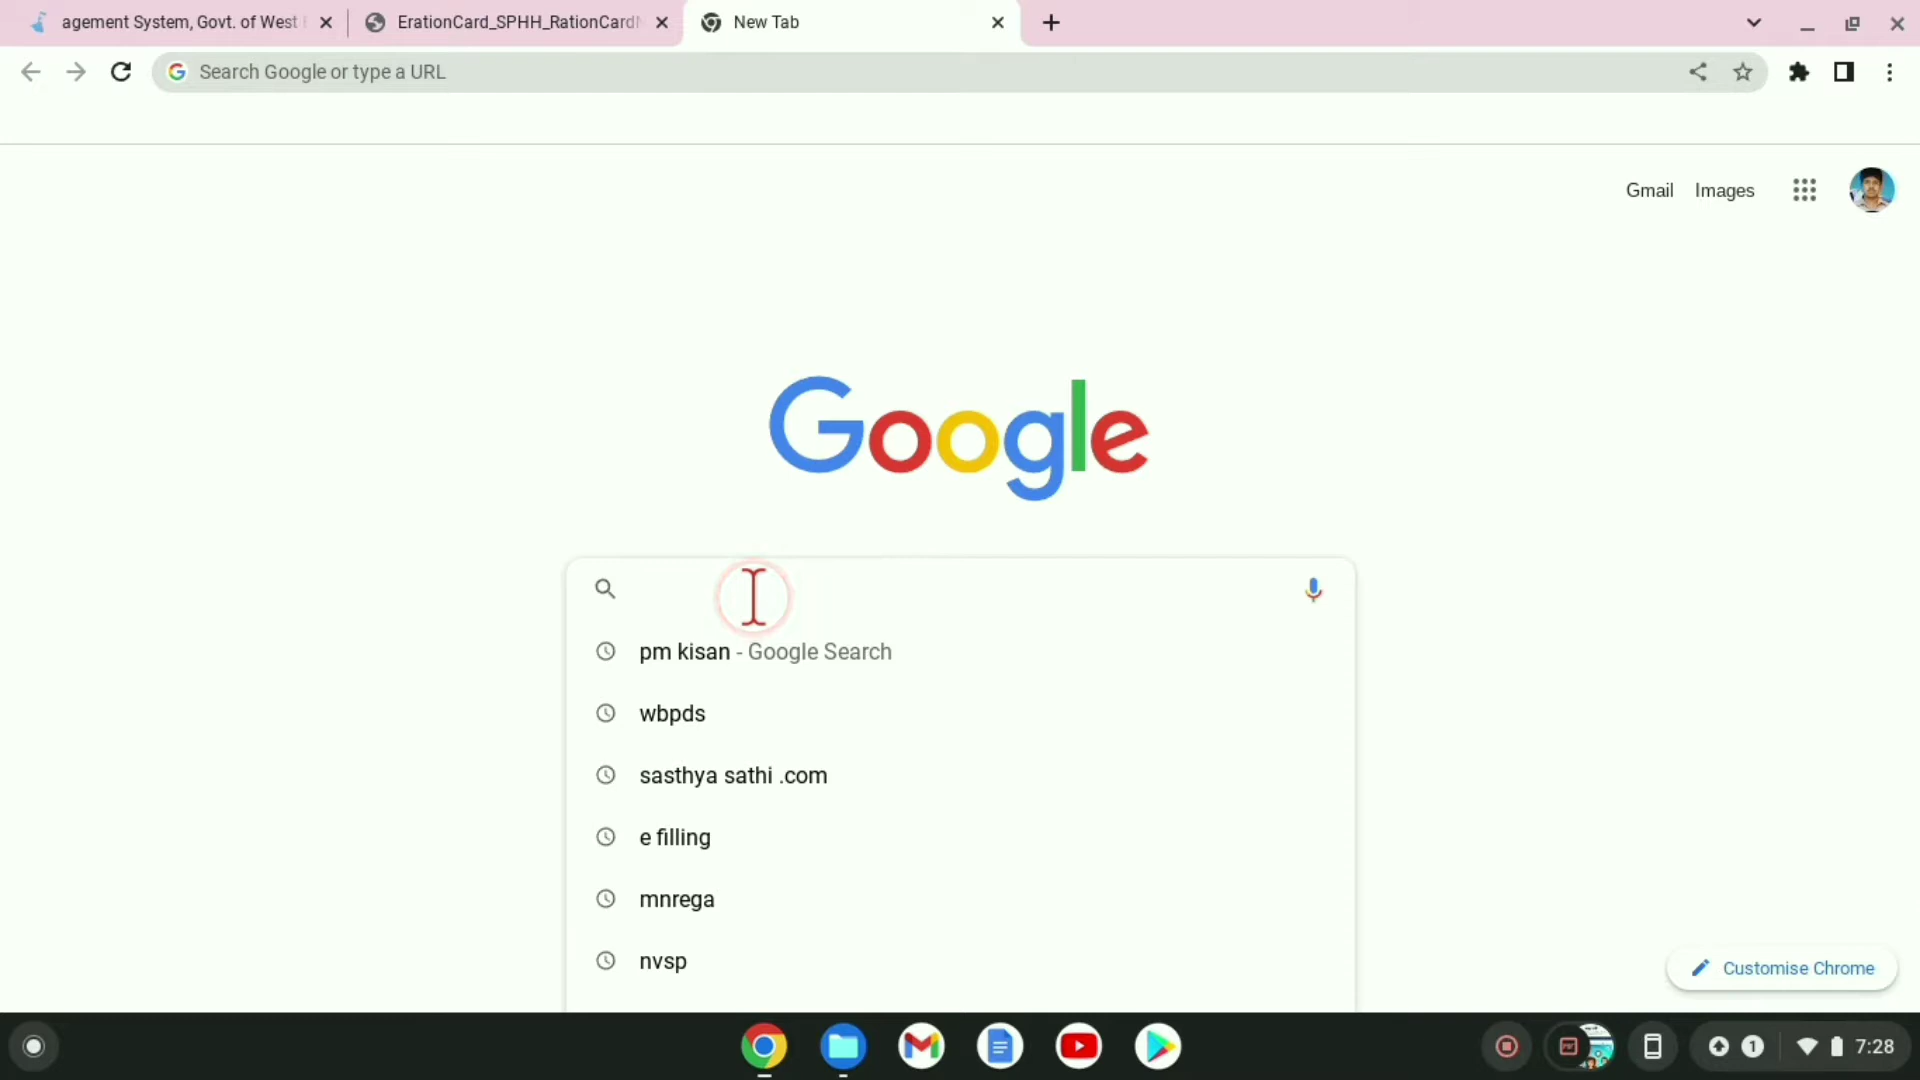 agement System, Govt. of West
ErationCard_SPHH_RationCard
New Tab
Search Google or type a URL
Gmail
Images
Google
pm kisan - Google Search
wbpds
sasthya sathi .com
e filling
mnrega
nvsp
Customise Chrome
1
7:28